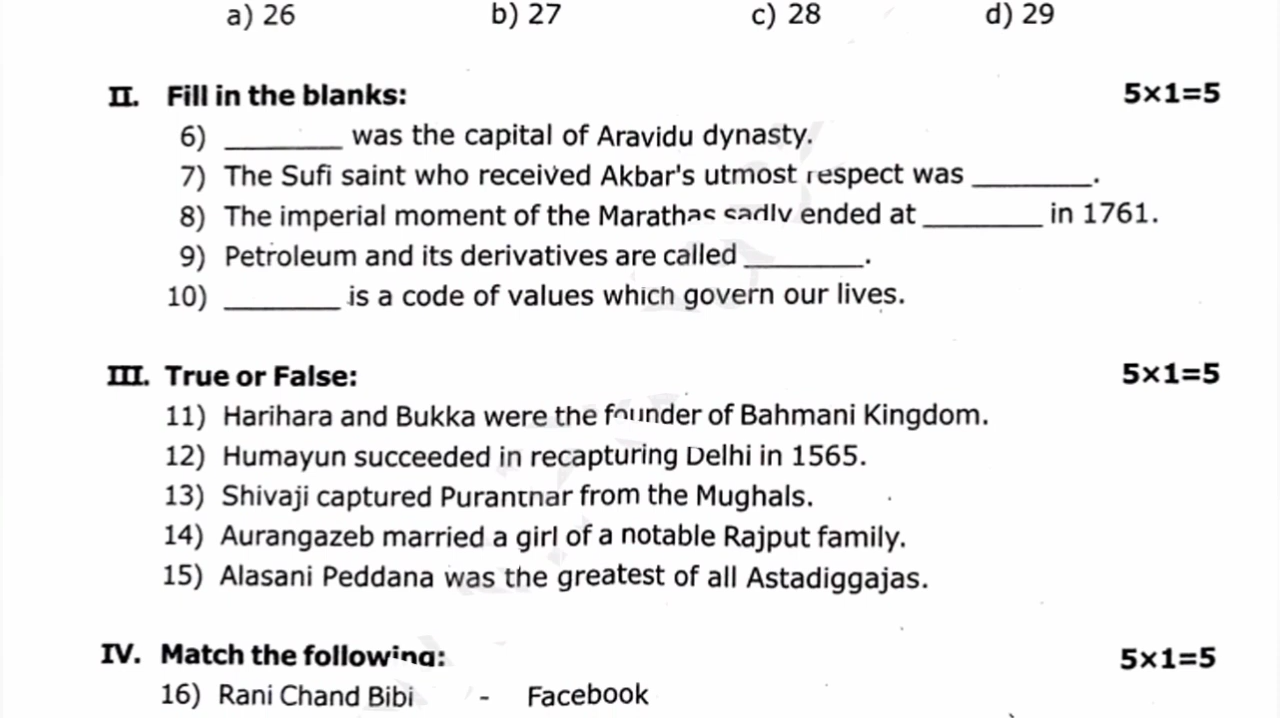 a) 26 b) 27 c) 28 d) 29
II. Fill in the blanks: 5×1=5
6) ________ was the capital of Aravidu dynasty.
7) The Sufi saint who received Akbar's utmost respect was ________.
8) The imperial moment of the Marathas sadly ended at ________ in 1761.
9) Petroleum and its derivatives are called ________.
10) ________ is a code of values which govern our lives.
III. True or False: 5×1=5
11) Harihara and Bukka were the founder of Bahmani Kingdom.
12) Humayun succeeded in recapturing Delhi in 1565.
13) Shivaji captured Puranthar from the Mughals.
14) Aurangazeb married a girl of a notable Rajput family.
15) Alasani Peddana was the greatest of all Astadiggajas.
IV. Match the following: 5×1=5
16) Rani Chand Bibi - Facebook